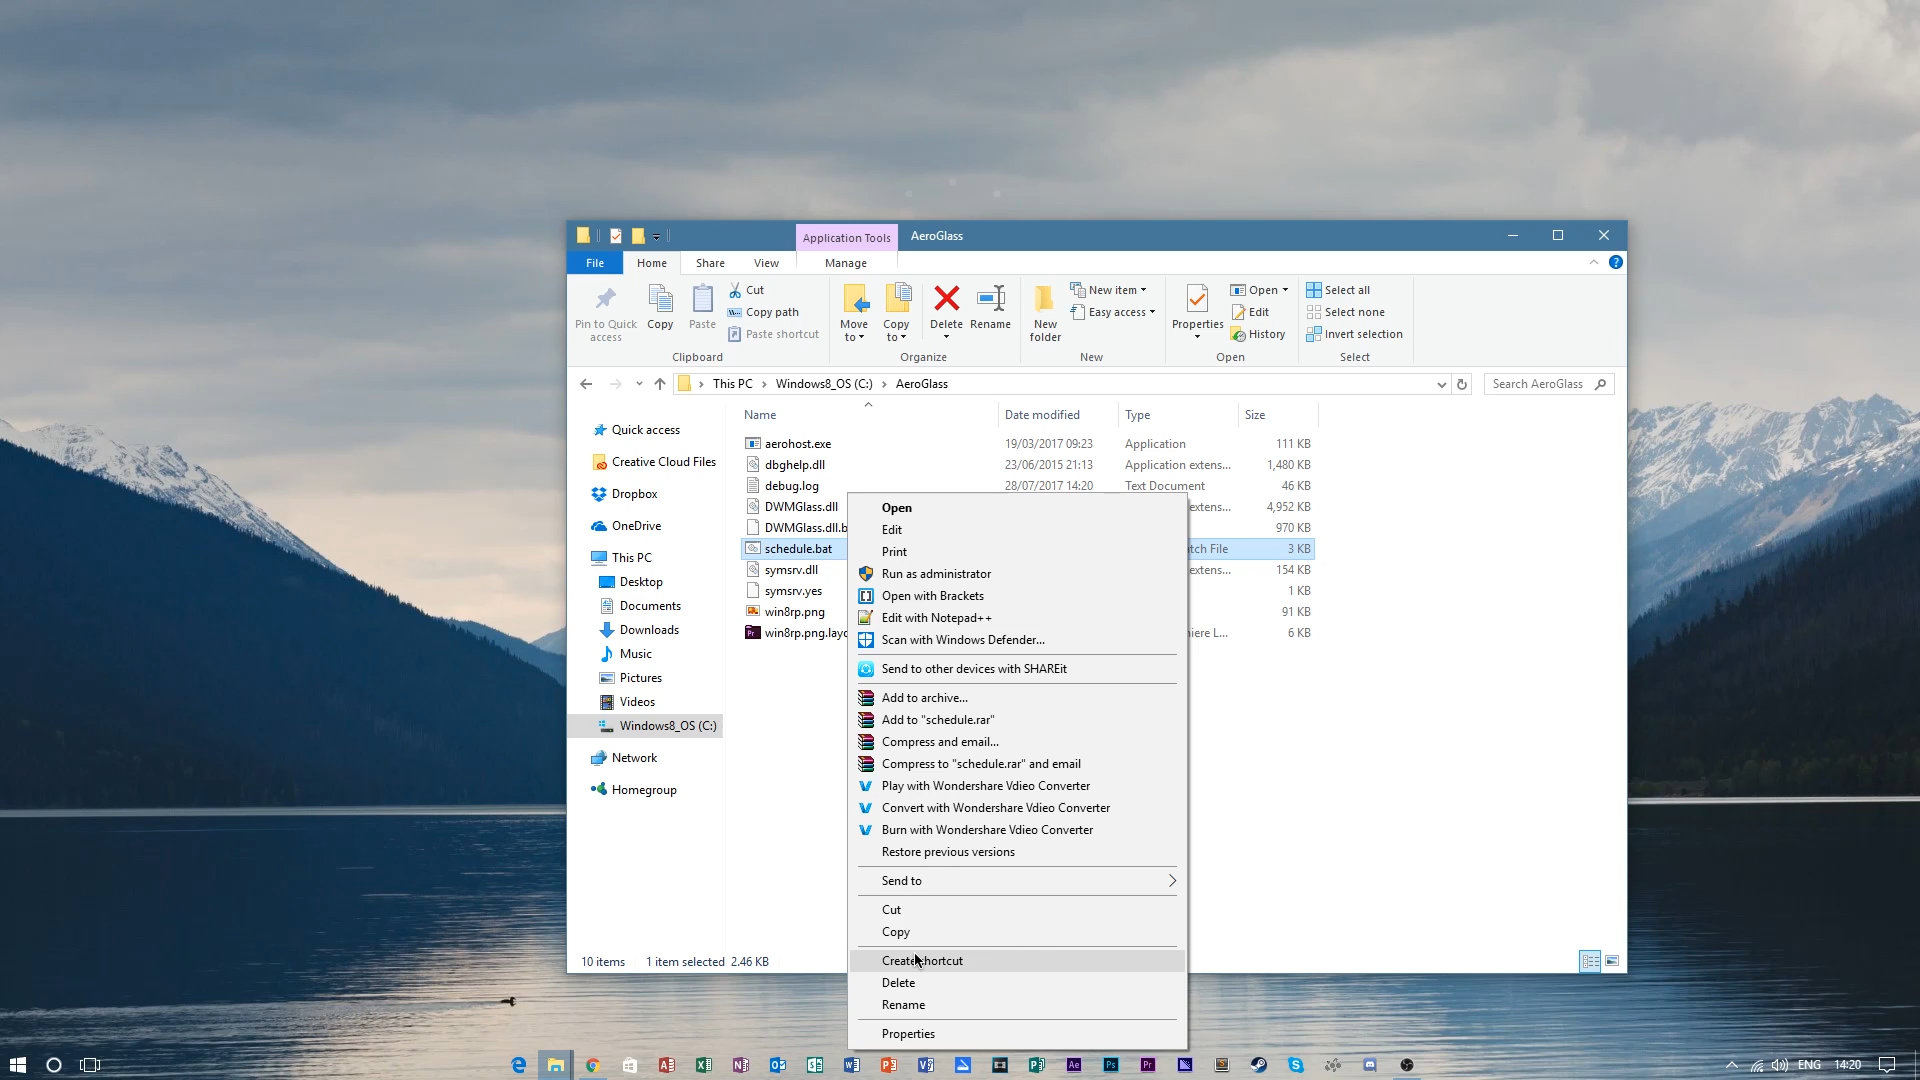 Application Tools
AeroGlass
File
Home
Share
View
Manage
Pin to Quick access
Copy
Paste
Cut
Copy path
Paste shortcut
Clipboard
Move to
Copy to
Delete
Rename
Organize
New folder
New item
Easy access
New
Properties
Open
Edit
History
Open
Select all
Select none
Invert selection
Select
This PC
Windows8_OS (C:)
AeroGlass
Search AeroGlass
Name
Date modified
Type
Size
Quick access
Creative Cloud Files
Dropbox
OneDrive
This PC
Desktop
Documents
Downloads
Music
Pictures
Videos
Windows8_OS (C:)
Network
Homegroup
aerohost.exe 19/03/2017 09:23 Application 111 KB
dbghelp.dll 23/06/2015 21:13 Application extens... 1,480 KB
debug.log 28/07/2017 14:20 Text Document 46 KB
DWMGlass.dll extens... 4,952 KB
DWMGlass.dll.b 970 KB
schedule.bat tch File 3 KB
symsrv.dll extens... 154 KB
symsrv.yes 1 KB
win8rp.png 91 KB
win8rp.png.layo iere L... 6 KB
Open
Edit
Print
Run as administrator
Open with Brackets
Edit with Notepad++
Scan with Windows Defender...
Send to other devices with SHAREit
Add to archive...
Add to "schedule.rar"
Compress and email...
Compress to "schedule.rar" and email
Play with Wondershare Vdieo Converter
Convert with Wondershare Vdieo Converter
Burn with Wondershare Vdieo Converter
Restore previous versions
Send to
Cut
Copy
Create shortcut
Delete
Rename
Properties
10 items
1 item selected 2.46 KB
ENG
14:20